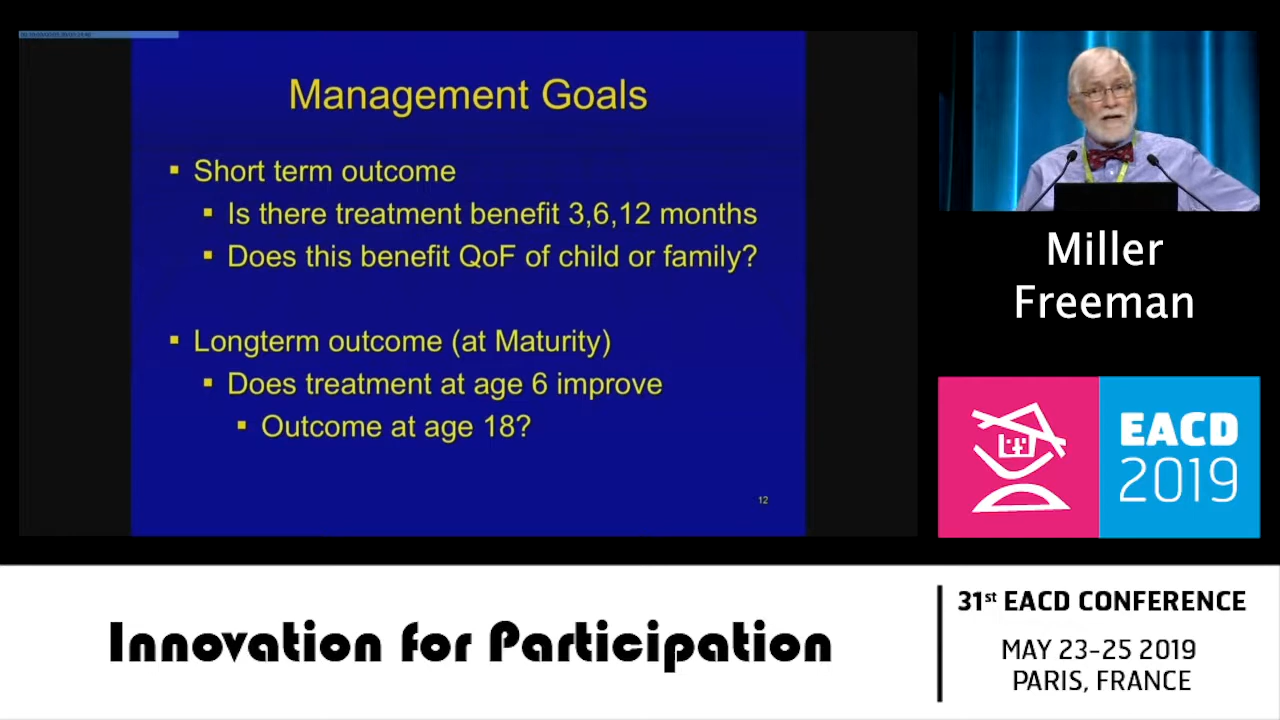 Management Goals
▪ Short term outcome
▪ Is there treatment benefit 3,6,12 months
▪ Does this benefit QoF of child or family?
▪ Longterm outcome (at Maturity)
▪ Does treatment at age 6 improve
▪ Outcome at age 18?
12
Miller
Freeman
EACD
2019
Innovation for Participation
31st EACD CONFERENCE
MAY 23-25 2019
PARIS, FRANCE